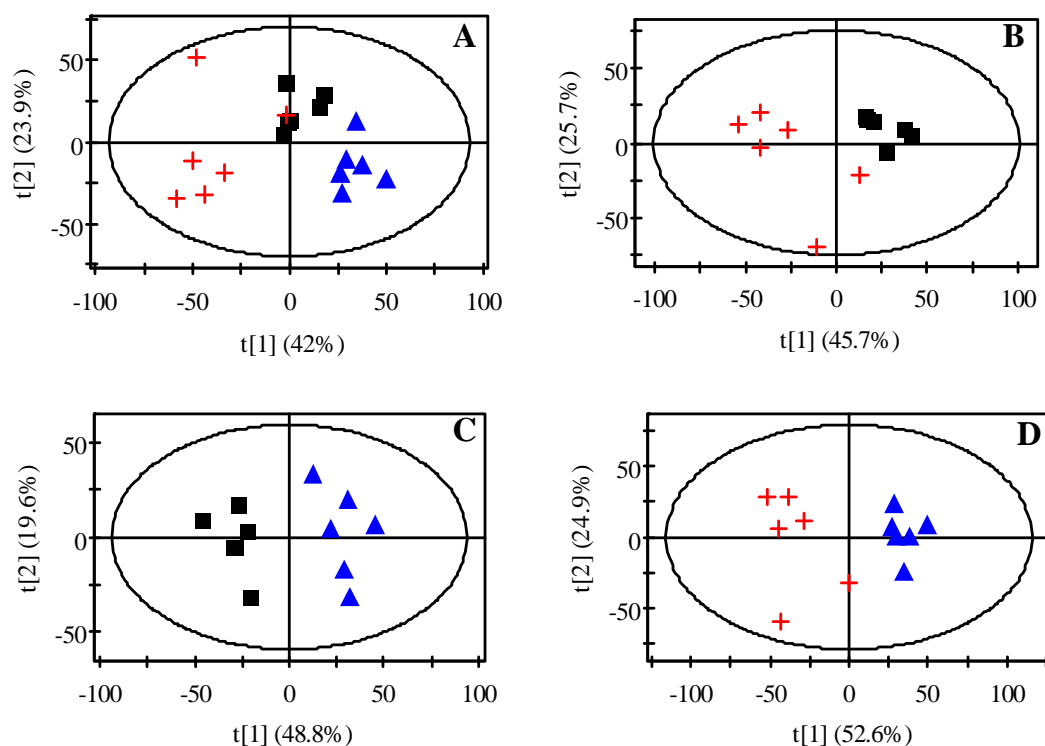 A
50
0
-50
t[2] (23.9%)
-100
-50
0
50
100
t[1] (42%)
B
50
0
-50
t[2] (25.7%)
-100
-50
0
50
100
t[1] (45.7%)
C
50
0
-50
t[2] (19.6%)
-100
-50
0
50
100
t[1] (48.8%)
D
50
0
-50
t[2] (24.9%)
-100
-50
0
50
100
t[1] (52.6%)